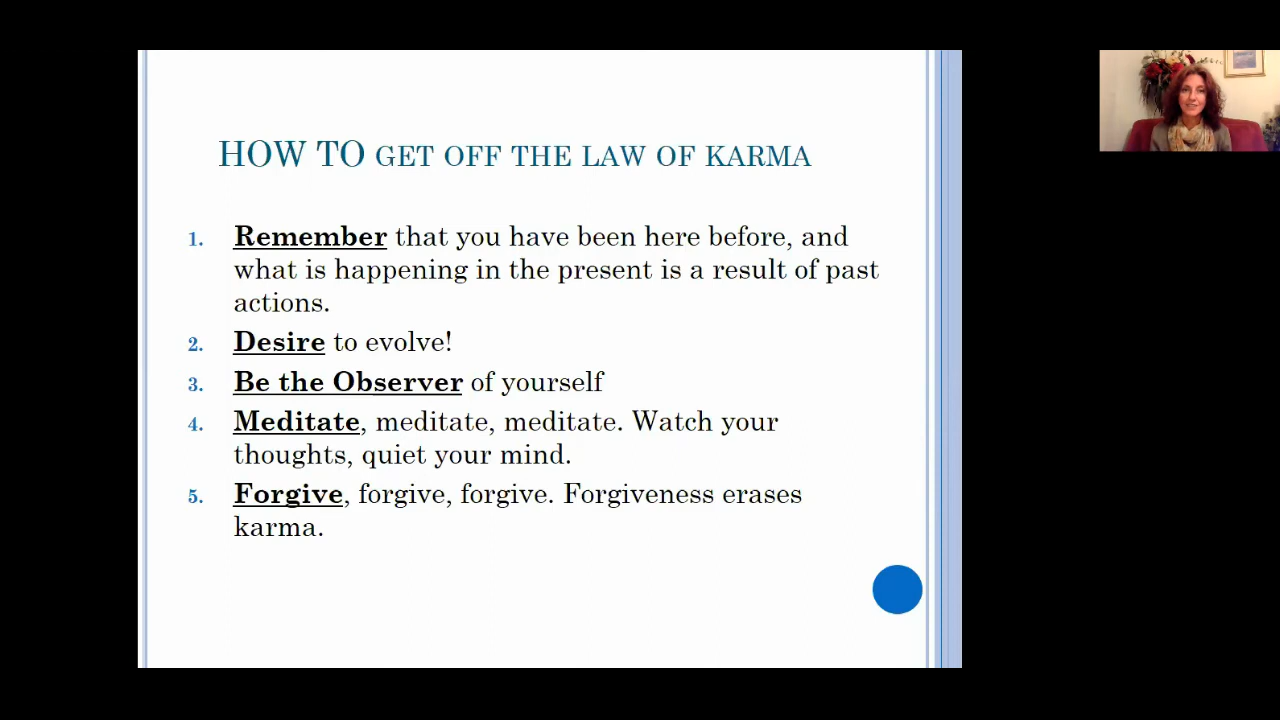 HOW TO GET OFF THE LAW OF KARMA
1. Remember that you have been here before, and
what is happening in the present is a result of past
actions.
2. Desire to evolve!
3. Be the Observer of yourself
4. Meditate, meditate, meditate. Watch your
thoughts, quiet your mind.
5. Forgive, forgive, forgive. Forgiveness erases
karma.